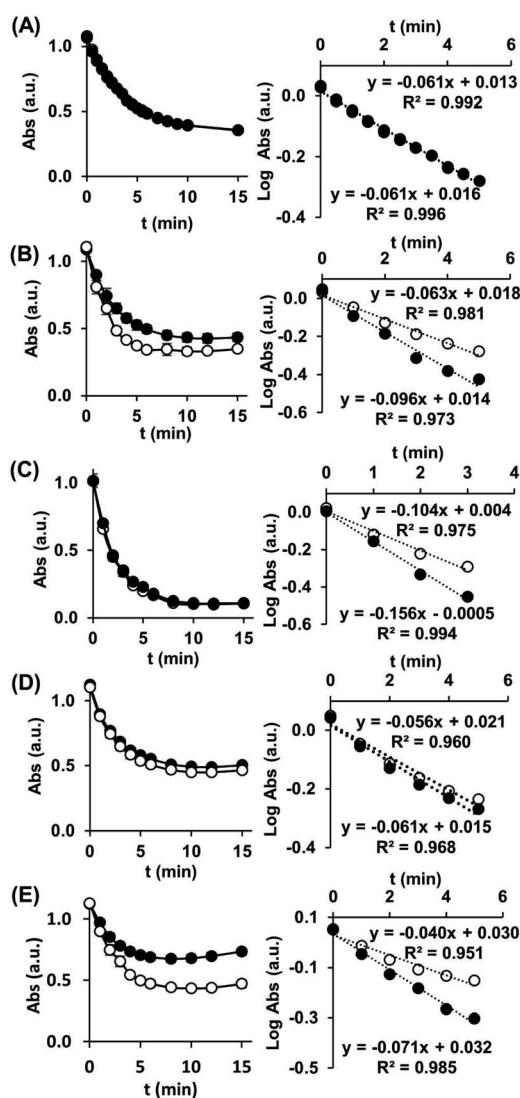 (A)
Abs (a.u.)
1.0
0.5
0.0
0 5 10 15
t (min)
t (min)
0 2 4 6
Log Abs (a.u.)
0.0
-0.2
-0.4
y = -0.061x + 0.013
R² = 0.992
y = -0.061x + 0.016
R² = 0.996
(B)
Abs (a.u.)
1.0
0.5
0.0
0 5 10 15
t (min)
t (min)
0 2 4 6
Log Abs (a.u.)
0.0
-0.2
-0.4
-0.6
y = -0.063x + 0.018
R² = 0.981
y = -0.096x + 0.014
R² = 0.973
(C)
Abs (a.u.)
1.0
0.5
0.0
0 5 10 15
t (min)
t (min)
0 1 2 3 4
Log Abs (a.u.)
0.0
-0.2
-0.4
-0.6
y = -0.104x + 0.004
R² = 0.975
y = -0.156x - 0.0005
R² = 0.994
(D)
Abs (a.u.)
1.0
0.5
0.0
0 5 10 15
t (min)
t (min)
0 2 4 6
Log Abs (a.u.)
0.0
-0.2
-0.4
y = -0.056x + 0.021
R² = 0.960
y = -0.061x + 0.015
R² = 0.968
(E)
Abs (a.u.)
1.0
0.5
0.0
0 5 10 15
t (min)
t (min)
0 2 4 6
Log Abs (a.u.)
0.1
-0.1
-0.3
-0.5
y = -0.040x + 0.030
R² = 0.951
y = -0.071x + 0.032
R² = 0.985